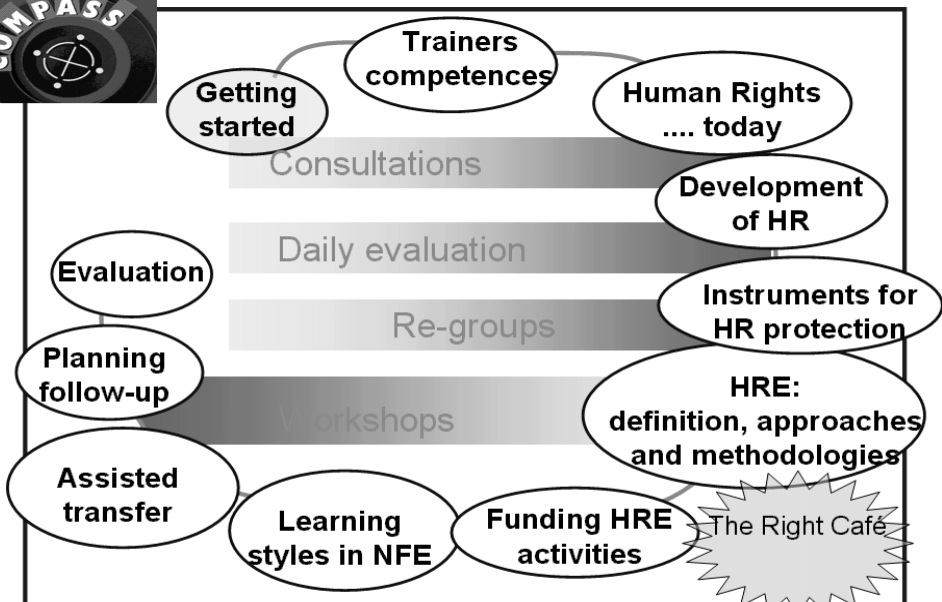 COMPASS
Trainers
competences
Getting
started
Human Rights
.... today
Consultations
Development
of HR
Daily evaluation
Evaluation
Instruments for
HR protection
Re-groups
Planning
follow-up
HRE:
definition, approaches
and methodologies
Workshops
Assisted
transfer
Learning
styles in NFE
Funding HRE
activities
The Right Café